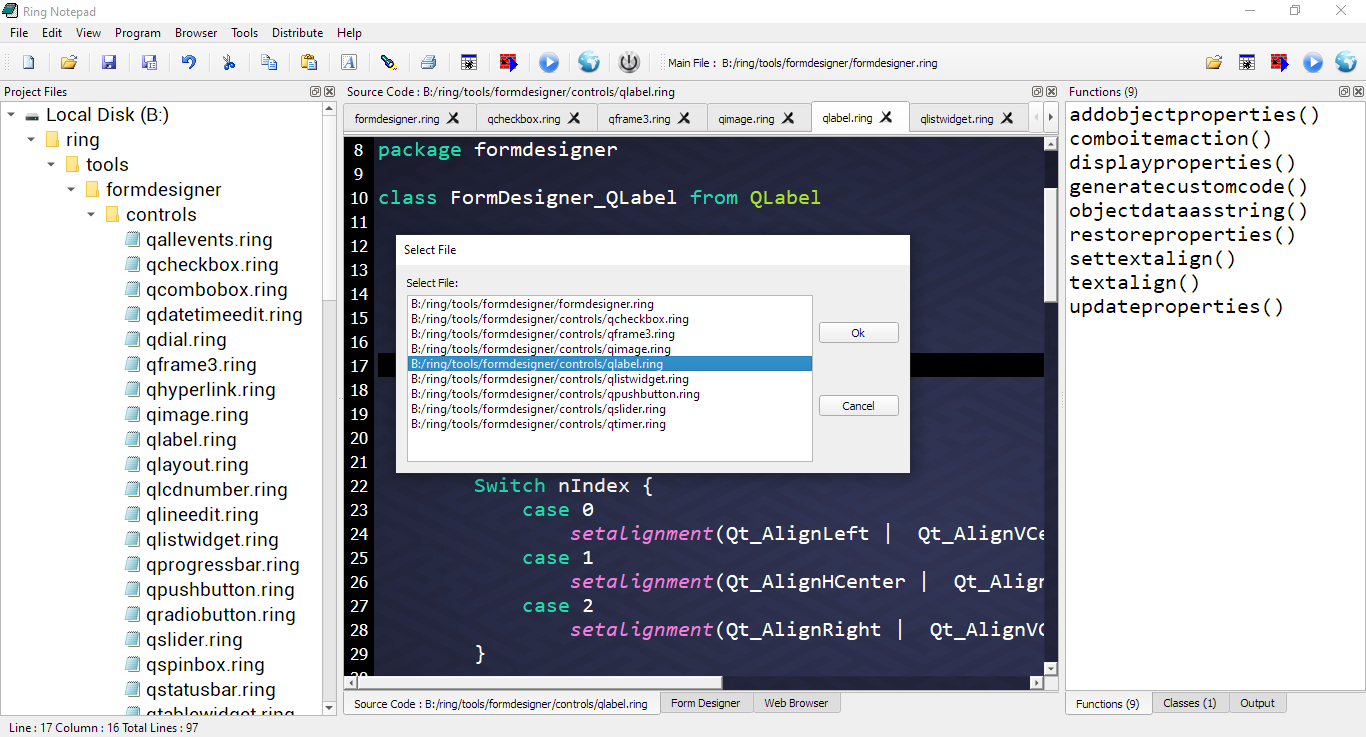 Ring Notepad
File Edit View Program Browser Tools Distribute Help
Main File : B:/ring/tools/formdesigner/formdesigner.ring
Project Files
Local Disk (B:)
ring
tools
formdesigner
controls
qallevents.ring
qcheckbox.ring
qcombobox.ring
qdatetimeedit.ring
qdial.ring
qframe3.ring
qhyperlink.ring
qimage.ring
qlabel.ring
qlayout.ring
qlcdnumber.ring
qlineedit.ring
qlistwidget.ring
qprogressbar.ring
qpushbutton.ring
qradiobutton.ring
qslider.ring
qspinbox.ring
qstatusbar.ring
qtablewidget.ring
Source Code : B:/ring/tools/formdesigner/controls/qlabel.ring
formdesigner.ring qcheckbox.ring qframe3.ring qimage.ring qlabel.ring qlistwidget.ring
8 package formdesigner
9
10 class FormDesigner_QLabel from QLabel
11
12
13
14
15
16
17
18
19
20
21
22 Switch nIndex {
23 case 0
24 setalignment(Qt_AlignLeft | Qt_AlignVCe
25 case 1
26 setalignment(Qt_AlignHCenter | Qt_Align
27 case 2
28 setalignment(Qt_AlignRight | Qt_AlignVC
29 }
Select File
Select File:
B:/ring/tools/formdesigner/formdesigner.ring
B:/ring/tools/formdesigner/controls/qcheckbox.ring
B:/ring/tools/formdesigner/controls/qframe3.ring
B:/ring/tools/formdesigner/controls/qimage.ring
B:/ring/tools/formdesigner/controls/qlabel.ring
B:/ring/tools/formdesigner/controls/qlistwidget.ring
B:/ring/tools/formdesigner/controls/qpushbutton.ring
B:/ring/tools/formdesigner/controls/qslider.ring
B:/ring/tools/formdesigner/controls/qtimer.ring
Ok
Cancel
Source Code : B:/ring/tools/formdesigner/controls/qlabel.ring Form Designer Web Browser
Functions (9)
addobjectproperties()
comboitemaction()
displayproperties()
generatecustomcode()
objectdataasstring()
restoreproperties()
settextalign()
textalign()
updateproperties()
Functions (9) Classes (1) Output
Line : 17 Column : 16 Total Lines : 97